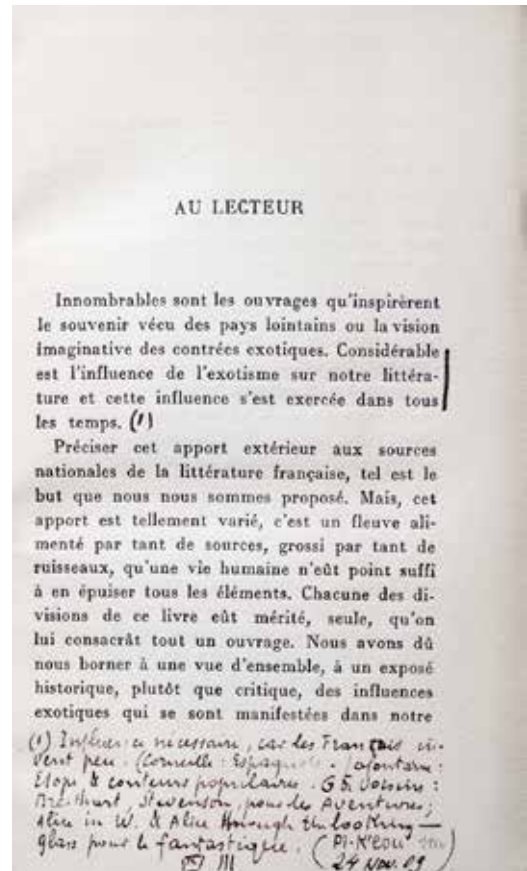 AU LECTEUR
Innombrables sont les ouvrages qu'inspirèrent
le souvenir vécu des pays lointains ou la vision
imaginative des contrées exotiques. Considérable
est l'influence de l'exotisme sur notre littéra-
ture et cette influence s'est exercée dans tous
les temps. (1)
Préciser cet apport extérieur aux sources
nationales de la littérature française, tel est le
but que nous nous sommes proposé. Mais, cet
apport est tellement varié, c'est un fleuve ali-
menté par tant de sources, grossi par tant de
ruisseaux, qu'une vie humaine n'eût point suffi
à en épuiser tous les éléments. Chacune des di-
visions de ce livre eût mérité, seule, qu'on
lui consacrât tout un ouvrage. Nous avons dû
nous borner à une vue d'ensemble, à un exposé
historique, plutôt que critique, des influences
exotiques qui se sont manifestées dans notre
(1) Influence nécessaire, car les Français in-
vent peu. (Corneille : Espagnols. Lafontaine :
Esope & conteurs populaires. G. de Voisins :
Stevenson, pour les Aventures ;
Alice in W. & Alice through the looking-
glass pour le fantastique. (Pi-K'eou
24 Nov. 09